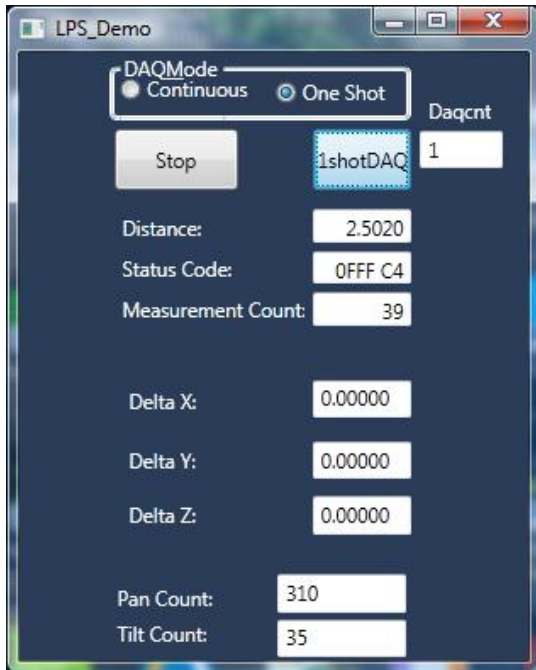 LPS_Demo
DAQMode
Continuous One Shot
Daqcnt
Stop 1shotDAQ 1
Distance: 2.5020
Status Code: 0FFF C4
Measurement Count: 39
Delta X: 0.00000
Delta Y: 0.00000
Delta Z: 0.00000
Pan Count: 310
Tilt Count: 35